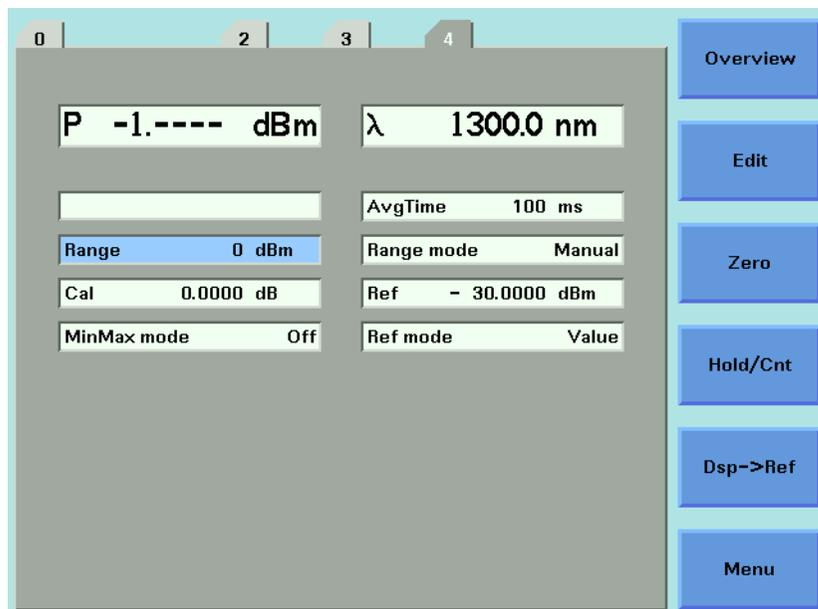 0 2 3 4
P -1.---- dBm
λ 1300.0 nm
AvgTime 100 ms
Range 0 dBm
Range mode Manual
Cal 0.0000 dB
Ref - 30.0000 dBm
MinMax mode Off
Ref mode Value
Overview
Edit
Zero
Hold/Cnt
Dsp->Ref
Menu